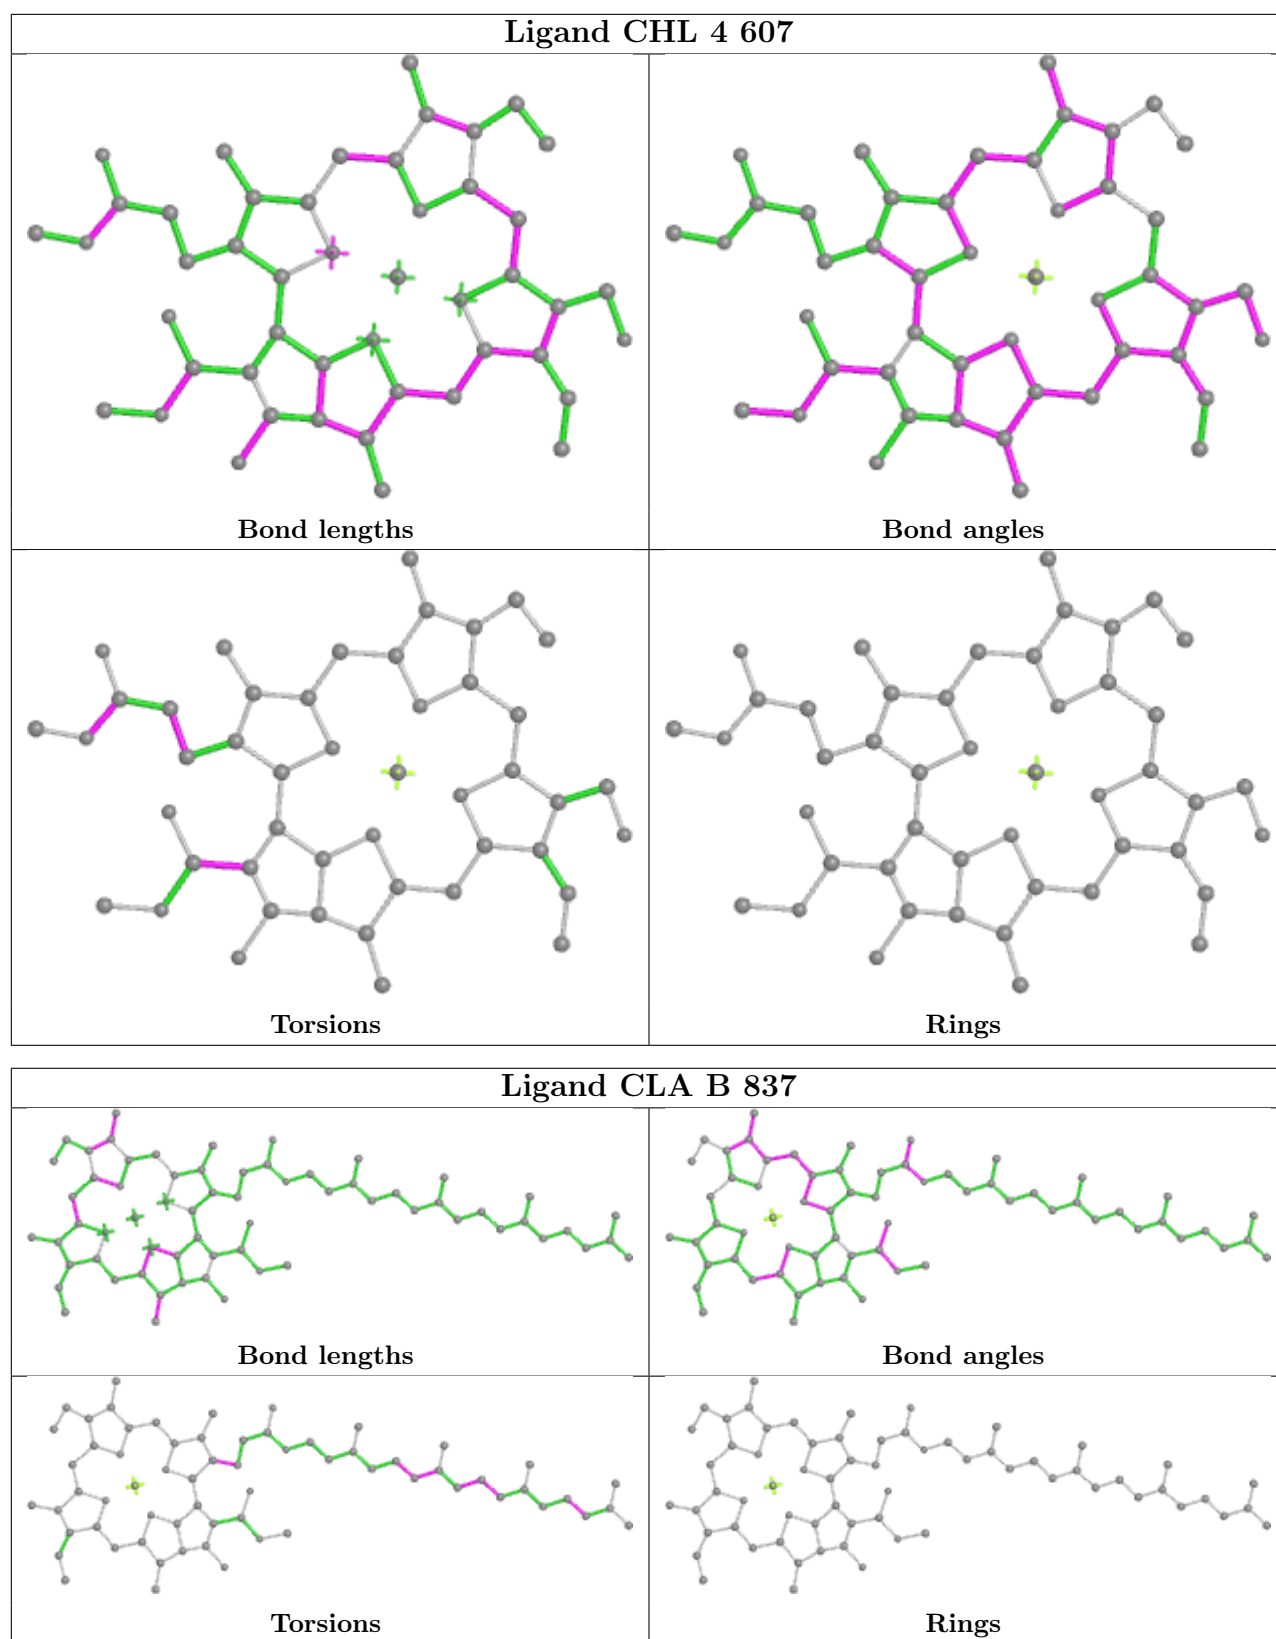 Ligand CHL 4 607
Bond lengths
Bond angles
Torsions
Rings
Ligand CLA B 837
Bond lengths
Bond angles
Torsions
Rings